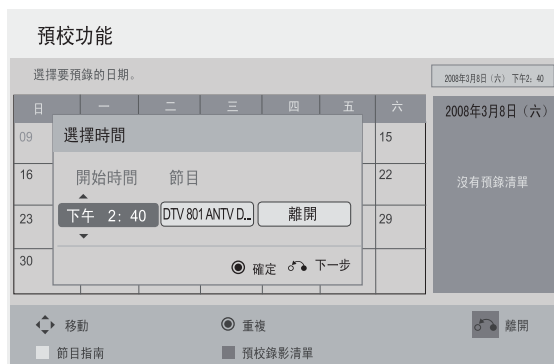 預校功能
選擇要預錄的日期。
2008年3月8日（六） 下午2: 40
日 一 二 三 四 五 六
2008年3月8日（六）
09
選擇時間
15
16
開始時間 節目
22
沒有預錄清單
23
下午 2: 40 DTV 801 ANTV D... 離開
29
30
確定 下一步
移動 重複 離開
節目指南 預校錄影清單